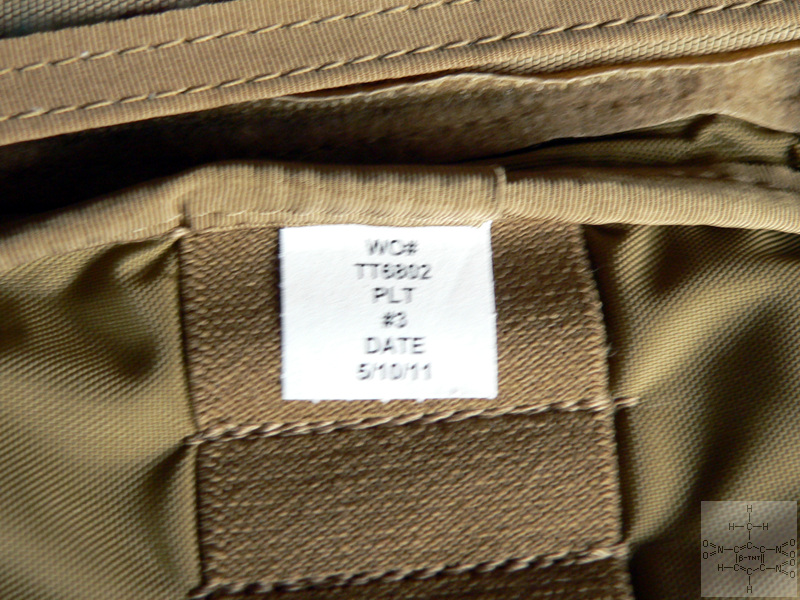 WO#
TT6802
PLT
#3
DATE
5/10/11
H
H-C-H